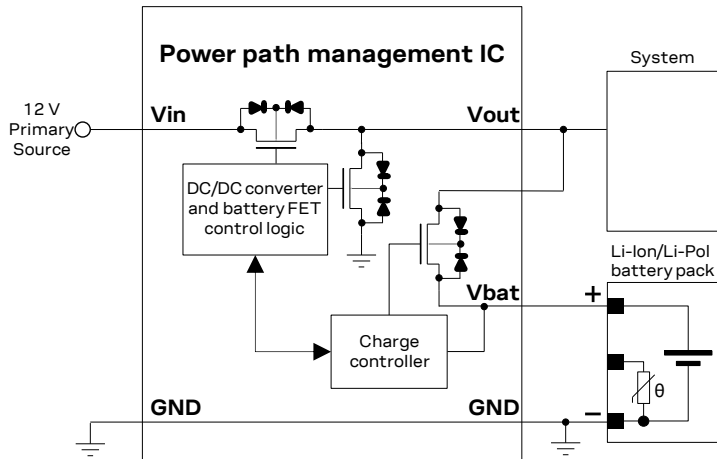 Power path management IC
System
12 V
Primary
Source
Vin
Vout
DC/DC converter
and battery FET
control logic
Li-Ion/Li-Pol
battery pack
Vbat
+
Charge
controller
θ
GND
GND
−